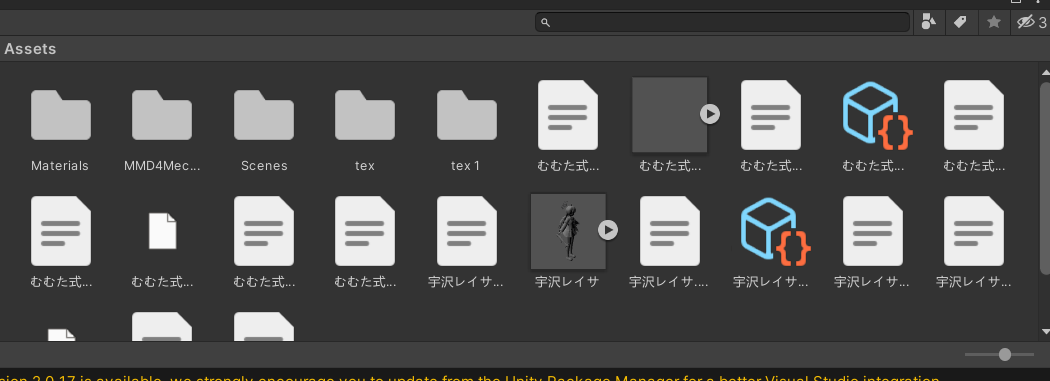 3
Assets
Materials
MMD4Mec...
Scenes
tex
tex 1
むむた式...
むむた式...
むむた式...
むむた式...
むむた式...
むむた式...
むむた式...
むむた式...
むむた式...
宇沢レイサ...
宇沢レイサ
宇沢レイサ....
宇沢レイサ...
宇沢レイサ...
宇沢レイサ...
sion 2.0.17 is available, we strongly encourage you to update from the Unity Package Manager for a better Visual Studio integration